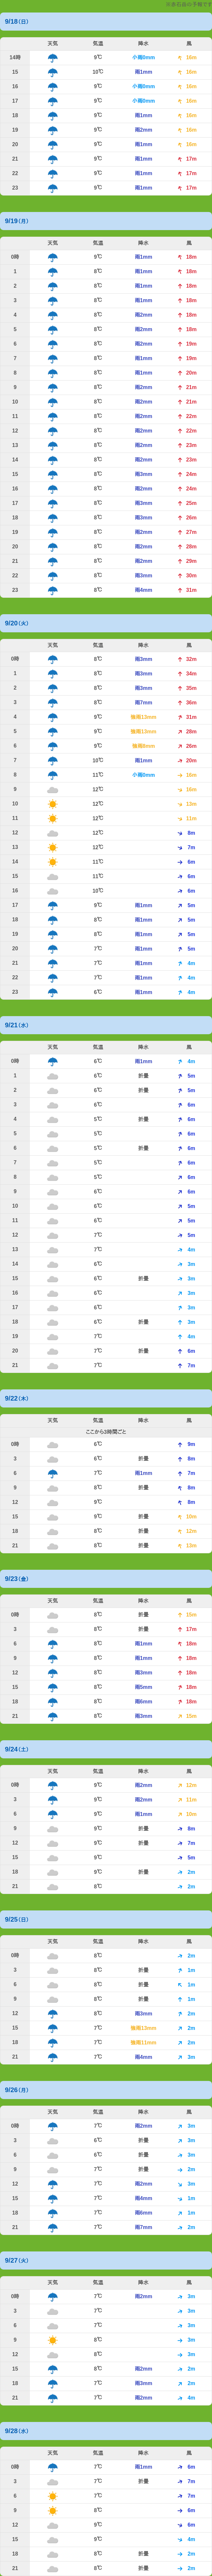 9/18(日)
天気 気温 降水 風
14時 9℃ 小雨0mm 16m
15 10℃ 雨1mm 16m
16 9℃ 小雨0mm 16m
17 9℃ 小雨0mm 16m
18 9℃ 雨1mm 16m
19 9℃ 雨2mm 16m
20 9℃ 雨1mm 16m
21 9℃ 雨1mm 17m
22 9℃ 雨1mm 17m
23 9℃ 雨1mm 17m
9/19(月)
天気 気温 降水 風
0時 9℃ 雨1mm 18m
1 8℃ 雨1mm 18m
2 8℃ 雨1mm 18m
3 8℃ 雨1mm 18m
4 8℃ 雨2mm 18m
5 8℃ 雨2mm 18m
6 8℃ 雨2mm 19m
7 8℃ 雨1mm 19m
8 8℃ 雨1mm 20m
9 8℃ 雨2mm 21m
10 8℃ 雨2mm 21m
11 8℃ 雨2mm 22m
12 8℃ 雨2mm 22m
13 8℃ 雨2mm 23m
14 8℃ 雨2mm 23m
15 8℃ 雨3mm 24m
16 8℃ 雨2mm 24m
17 8℃ 雨3mm 25m
18 8℃ 雨3mm 26m
19 8℃ 雨2mm 27m
20 8℃ 雨2mm 28m
21 8℃ 雨2mm 29m
22 8℃ 雨3mm 30m
23 8℃ 雨4mm 31m
9/20(火)
天気 気温 降水 風
0時 8℃ 雨3mm 32m
1 8℃ 雨3mm 34m
2 8℃ 雨3mm 35m
3 8℃ 雨7mm 36m
4 9℃ 強雨13mm 31m
5 9℃ 強雨13mm 28m
6 9℃ 強雨8mm 26m
7 10℃ 雨1mm 20m
8 11℃ 小雨0mm 16m
9 12℃ 16m
10 12℃ 13m
11 12℃ 11m
12 12℃ 8m
13 12℃ 7m
14 11℃ 6m
15 11℃ 6m
16 10℃ 6m
17 9℃ 雨1mm 5m
18 8℃ 雨1mm 5m
19 8℃ 雨1mm 5m
20 7℃ 雨1mm 5m
21 7℃ 雨1mm 4m
22 7℃ 雨1mm 4m
23 6℃ 雨1mm 4m
9/21(水)
天気 気温 降水 風
0時 6℃ 雨1mm 4m
1 6℃ 折畳 5m
2 6℃ 折畳 5m
3 6℃ 6m
4 5℃ 折畳 6m
5 5℃ 6m
6 5℃ 折畳 6m
7 5℃ 6m
8 5℃ 6m
9 6℃ 6m
10 6℃ 5m
11 6℃ 5m
12 7℃ 5m
13 7℃ 4m
14 6℃ 3m
15 6℃ 折畳 3m
16 6℃ 3m
17 6℃ 3m
18 6℃ 折畳 3m
19 7℃ 4m
20 7℃ 折畳 6m
21 7℃ 7m
9/22(木)
天気 気温 降水 風
ここから3時間ごと
0時 6℃ 9m
3 6℃ 折畳 8m
6 7℃ 雨1mm 7m
9 8℃ 折畳 8m
12 9℃ 8m
15 9℃ 折畳 10m
18 8℃ 折畳 12m
21 8℃ 折畳 13m
9/23(金)
天気 気温 降水 風
0時 8℃ 折畳 15m
3 8℃ 折畳 17m
6 8℃ 雨1mm 18m
9 8℃ 雨1mm 18m
12 8℃ 雨3mm 18m
15 8℃ 雨5mm 18m
18 8℃ 雨6mm 18m
21 8℃ 雨3mm 15m
9/24(土)
天気 気温 降水 風
0時 9℃ 雨2mm 12m
3 9℃ 雨2mm 11m
6 9℃ 雨1mm 10m
9 9℃ 折畳 8m
12 9℃ 折畳 7m
15 9℃ 5m
18 9℃ 折畳 2m
21 8℃ 2m
9/25(日)
天気 気温 降水 風
0時 8℃ 2m
3 8℃ 折畳 1m
6 8℃ 折畳 1m
9 8℃ 折畳 1m
12 8℃ 雨3mm 2m
15 7℃ 強雨13mm 2m
18 7℃ 強雨11mm 2m
21 7℃ 雨4mm 3m
9/26(月)
天気 気温 降水 風
0時 7℃ 雨2mm 3m
3 6℃ 折畳 3m
6 6℃ 折畳 3m
9 7℃ 折畳 2m
12 7℃ 雨2mm 3m
15 7℃ 雨4mm 1m
18 7℃ 雨6mm 1m
21 7℃ 雨7mm 2m
9/27(火)
天気 気温 降水 風
0時 7℃ 雨2mm 3m
3 7℃ 3m
6 7℃ 3m
9 8℃ 3m
12 8℃ 3m
15 8℃ 雨2mm 2m
18 7℃ 雨3mm 2m
21 7℃ 雨2mm 4m
9/28(水)
天気 気温 降水 風
0時 7℃ 雨1mm 6m
3 7℃ 折畳 7m
6 7℃ 7m
9 8℃ 6m
12 9℃ 6m
15 9℃ 4m
18 8℃ 折畳 2m
21 8℃ 折畳 2m